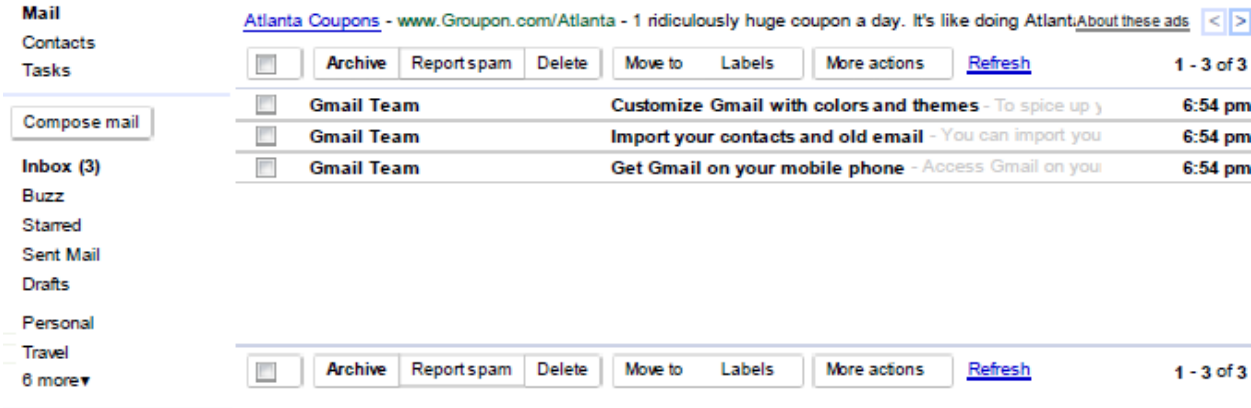 Mail
Contacts
Tasks
Compose mail
Inbox (3)
Buzz
Starred
Sent Mail
Drafts
Personal
Travel
6 more▾
Atlanta Coupons - www.Groupon.com/Atlanta - 1 ridiculously huge coupon a day. It's like doing Atlant About these ads < >
Archive Report spam Delete Move to Labels More actions Refresh 1 - 3 of 3
Gmail Team Customize Gmail with colors and themes - To spice up y 6:54 pm
Gmail Team Import your contacts and old email - You can import you 6:54 pm
Gmail Team Get Gmail on your mobile phone - Access Gmail on you 6:54 pm
Archive Report spam Delete Move to Labels More actions Refresh 1 - 3 of 3